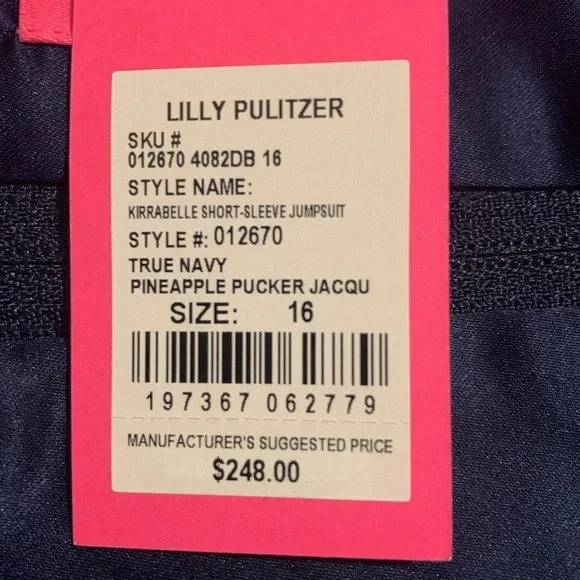 LILLY PULITZER
SKU #
012670 4082DB 16
STYLE NAME:
KIRRABELLE SHORT-SLEEVE JUMPSUIT
STYLE #: 012670
TRUE NAVY
PINEAPPLE PUCKER JACQU
SIZE: 16
197367 062779
MANUFACTURER'S SUGGESTED PRICE
$248.00